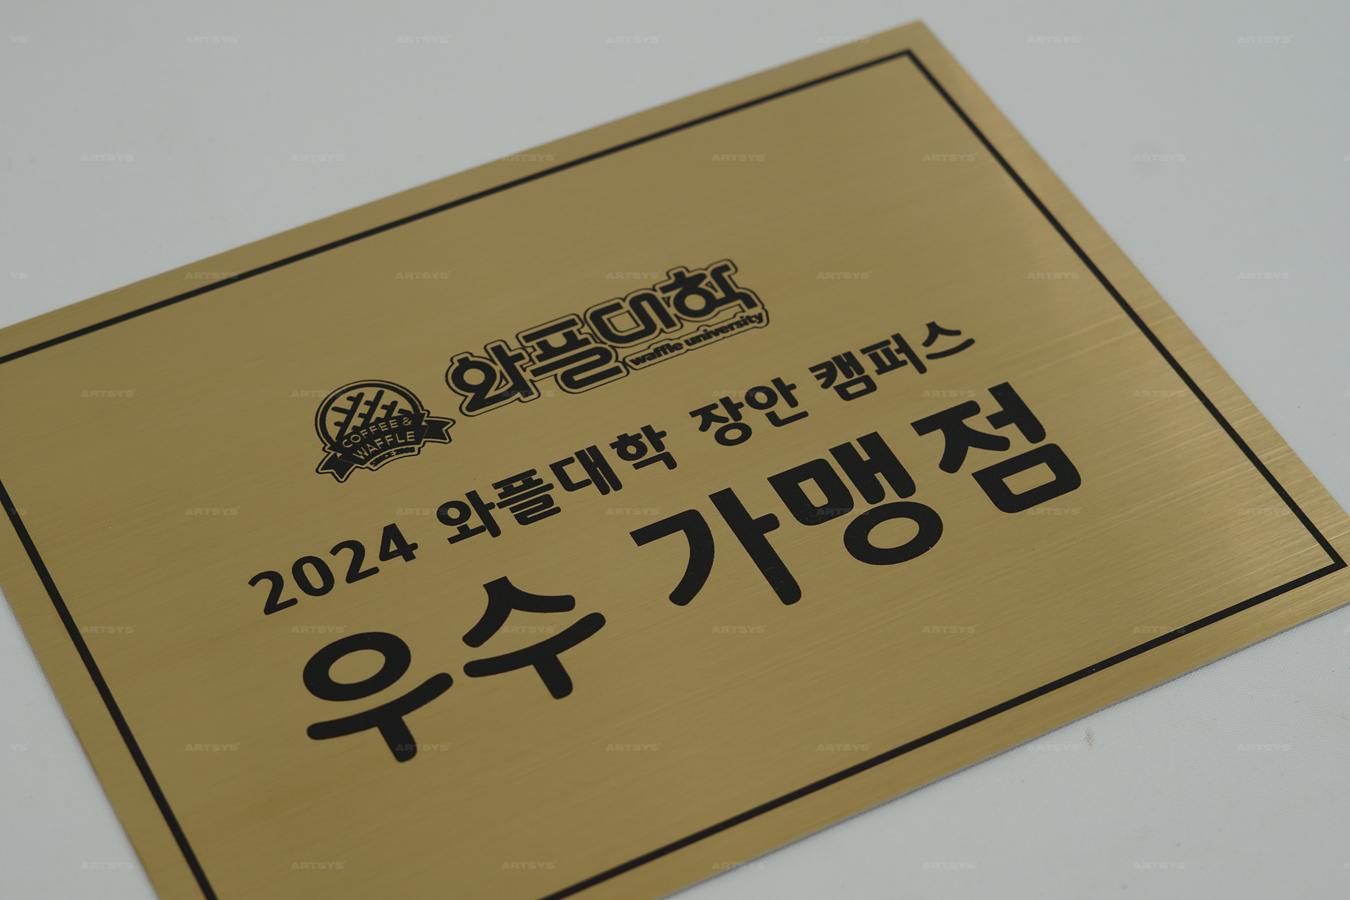 와플대학
waffle university
COFFEE &
WAFFLE
2024 와플대학 장안 캠퍼스
우수 가맹점
ARTSYS